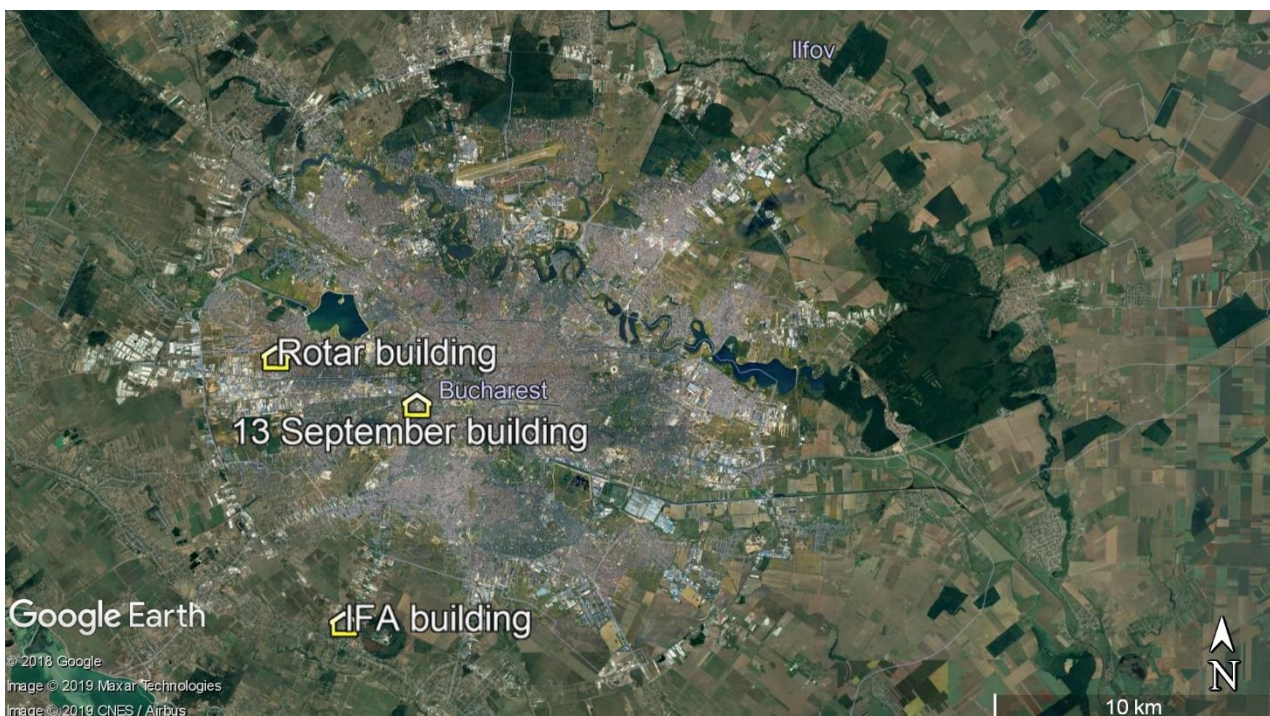 Ilfov
Rotar building
Bucharest
13 September building
Google Earth
IFA building
© 2018 Google
Image © 2019 Maxar Technologies
Image © 2019 CNES / Airbus
N
10 km